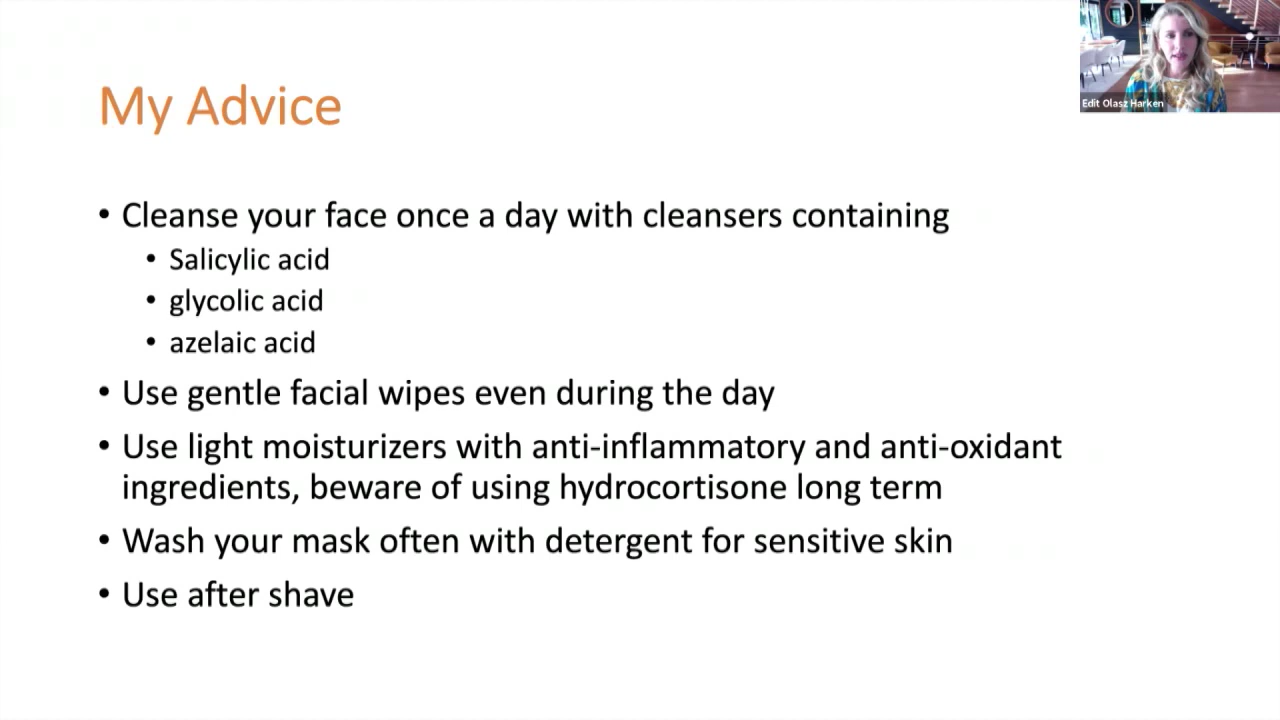 Edit Olasz Harken
My Advice
• Cleanse your face once a day with cleansers containing
• Salicylic acid
• glycolic acid
• azelaic acid
• Use gentle facial wipes even during the day
• Use light moisturizers with anti-inflammatory and anti-oxidant
ingredients, beware of using hydrocortisone long term
• Wash your mask often with detergent for sensitive skin
• Use after shave